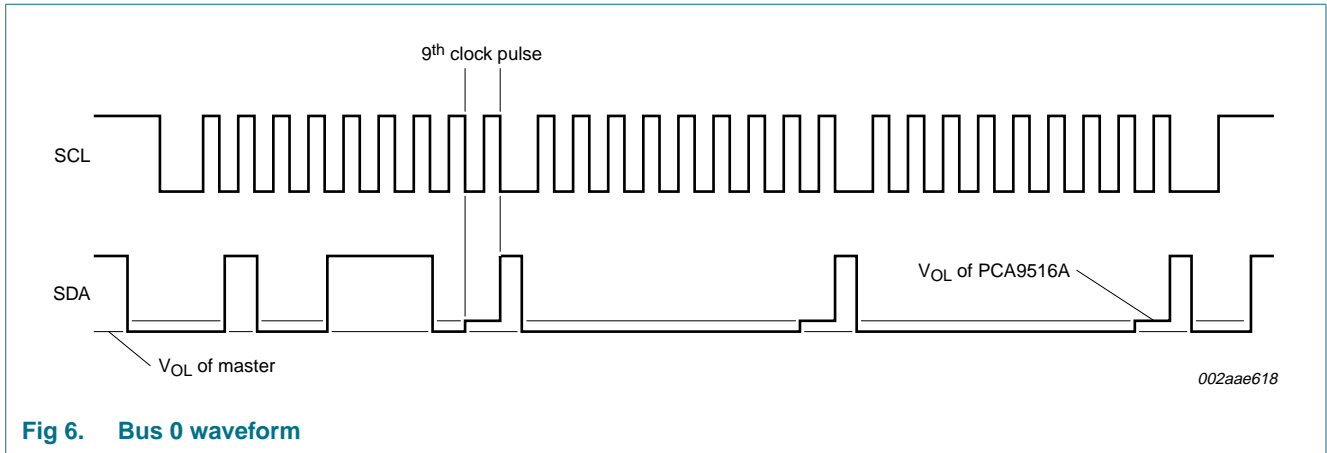 9th clock pulse
SCL
SDA
VOL of PCA9516A
VOL of master
002aae618
Fig 6. Bus 0 waveform